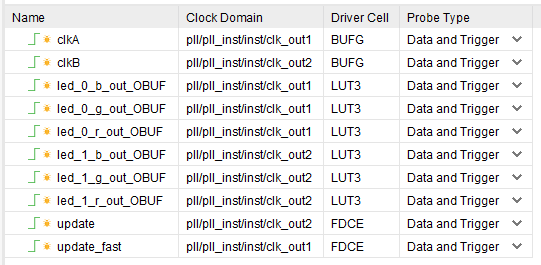 Name Clock Domain Driver Cell Probe Type
clkA pll/pll_inst/inst/clk_out1 BUFG Data and Trigger
clkB pll/pll_inst/inst/clk_out2 BUFG Data and Trigger
led_0_b_out_OBUF pll/pll_inst/inst/clk_out1 LUT3 Data and Trigger
led_0_g_out_OBUF pll/pll_inst/inst/clk_out1 LUT3 Data and Trigger
led_0_r_out_OBUF pll/pll_inst/inst/clk_out1 LUT3 Data and Trigger
led_1_b_out_OBUF pll/pll_inst/inst/clk_out2 LUT3 Data and Trigger
led_1_g_out_OBUF pll/pll_inst/inst/clk_out2 LUT3 Data and Trigger
led_1_r_out_OBUF pll/pll_inst/inst/clk_out2 LUT3 Data and Trigger
update pll/pll_inst/inst/clk_out2 FDCE Data and Trigger
update_fast pll/pll_inst/inst/clk_out1 FDCE Data and Trigger